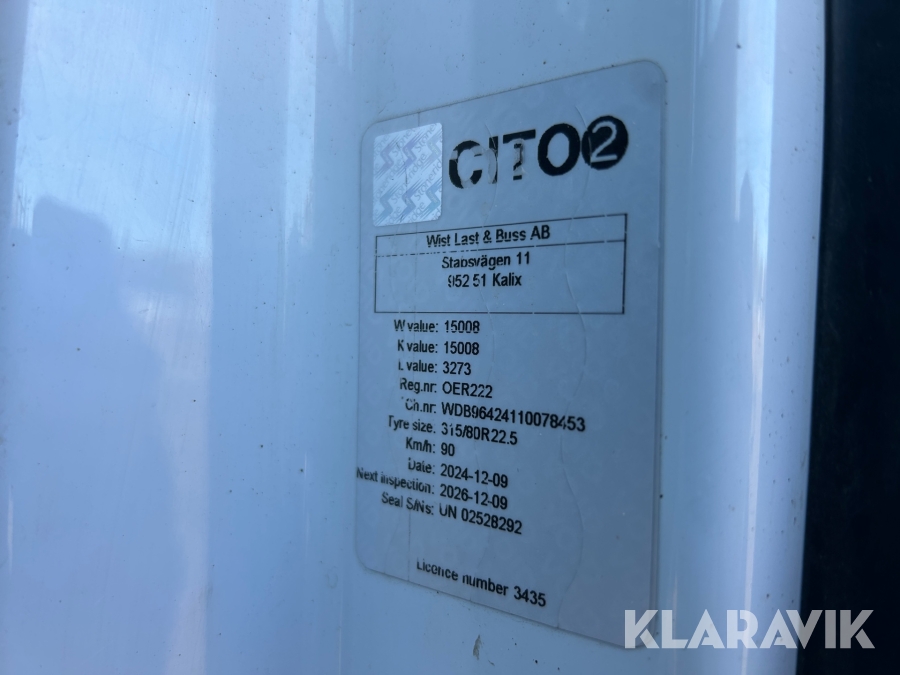 CITO2
Wist Last & Buss AB
Stabsvägen 11
952 51 Kalix
W value: 15008
K value: 15008
L value: 3273
Reg.nr: OER222
Ch.nr: WDB96424110078453
Tyre size: 315/80R22.5
Km/h: 90
Date: 2024-12-09
Next inspection: 2026-12-09
Seal S/Ns: UN 02528292
Licence number 3435
KLARAVIK